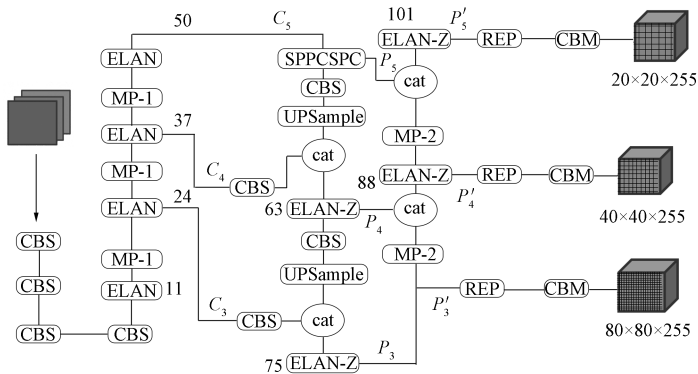 50
C₅
101
P′₅
ELAN-Z
REP
CBM
20×20×255
ELAN
SPPCSPC
P₅
cat
MP-1
CBS
UPSample
MP-2
ELAN
37
C₄
cat
CBS
88
ELAN-Z
P′₄
REP
CBM
40×40×255
MP-1
24
ELAN
63
ELAN-Z
P₄
cat
CBS
CBS
MP-1
UPSample
MP-2
CBS
ELAN
11
C₃
CBS
cat
P′₃
REP
CBM
80×80×255
CBS
CBS
75
ELAN-Z
P₃